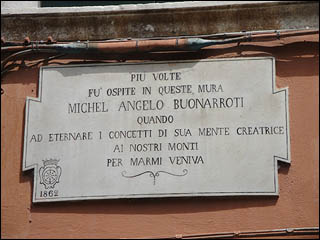 PIU VOLTE
FU' OSPITE IN QUESTE MURA
MICHEL ANGELO BUONARROTI
QUANDO
AD ETERNARE I CONCETTI DI SUA MENTE CREATRICE
AI NOSTRI MONTI
PER MARMI VENIVA
1862